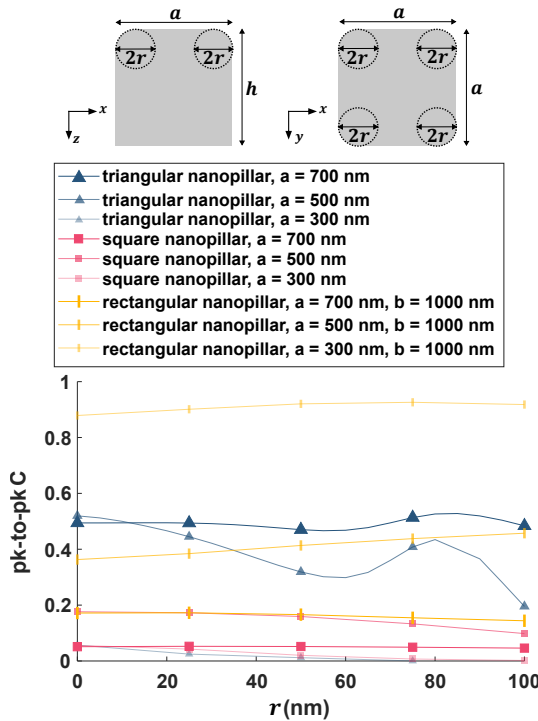 a a
2r 2r 2r 2r
h a
x x
z y
2r 2r
triangular nanopillar, a = 700 nm
triangular nanopillar, a = 500 nm
triangular nanopillar, a = 300 nm
square nanopillar, a = 700 nm
square nanopillar, a = 500 nm
square nanopillar, a = 300 nm
rectangular nanopillar, a = 700 nm, b = 1000 nm
rectangular nanopillar, a = 500 nm, b = 1000 nm
rectangular nanopillar, a = 300 nm, b = 1000 nm
1
0.8
0.6
0.4
0.2
0
pk-to-pk C
0 20 40 60 80 100
r (nm)